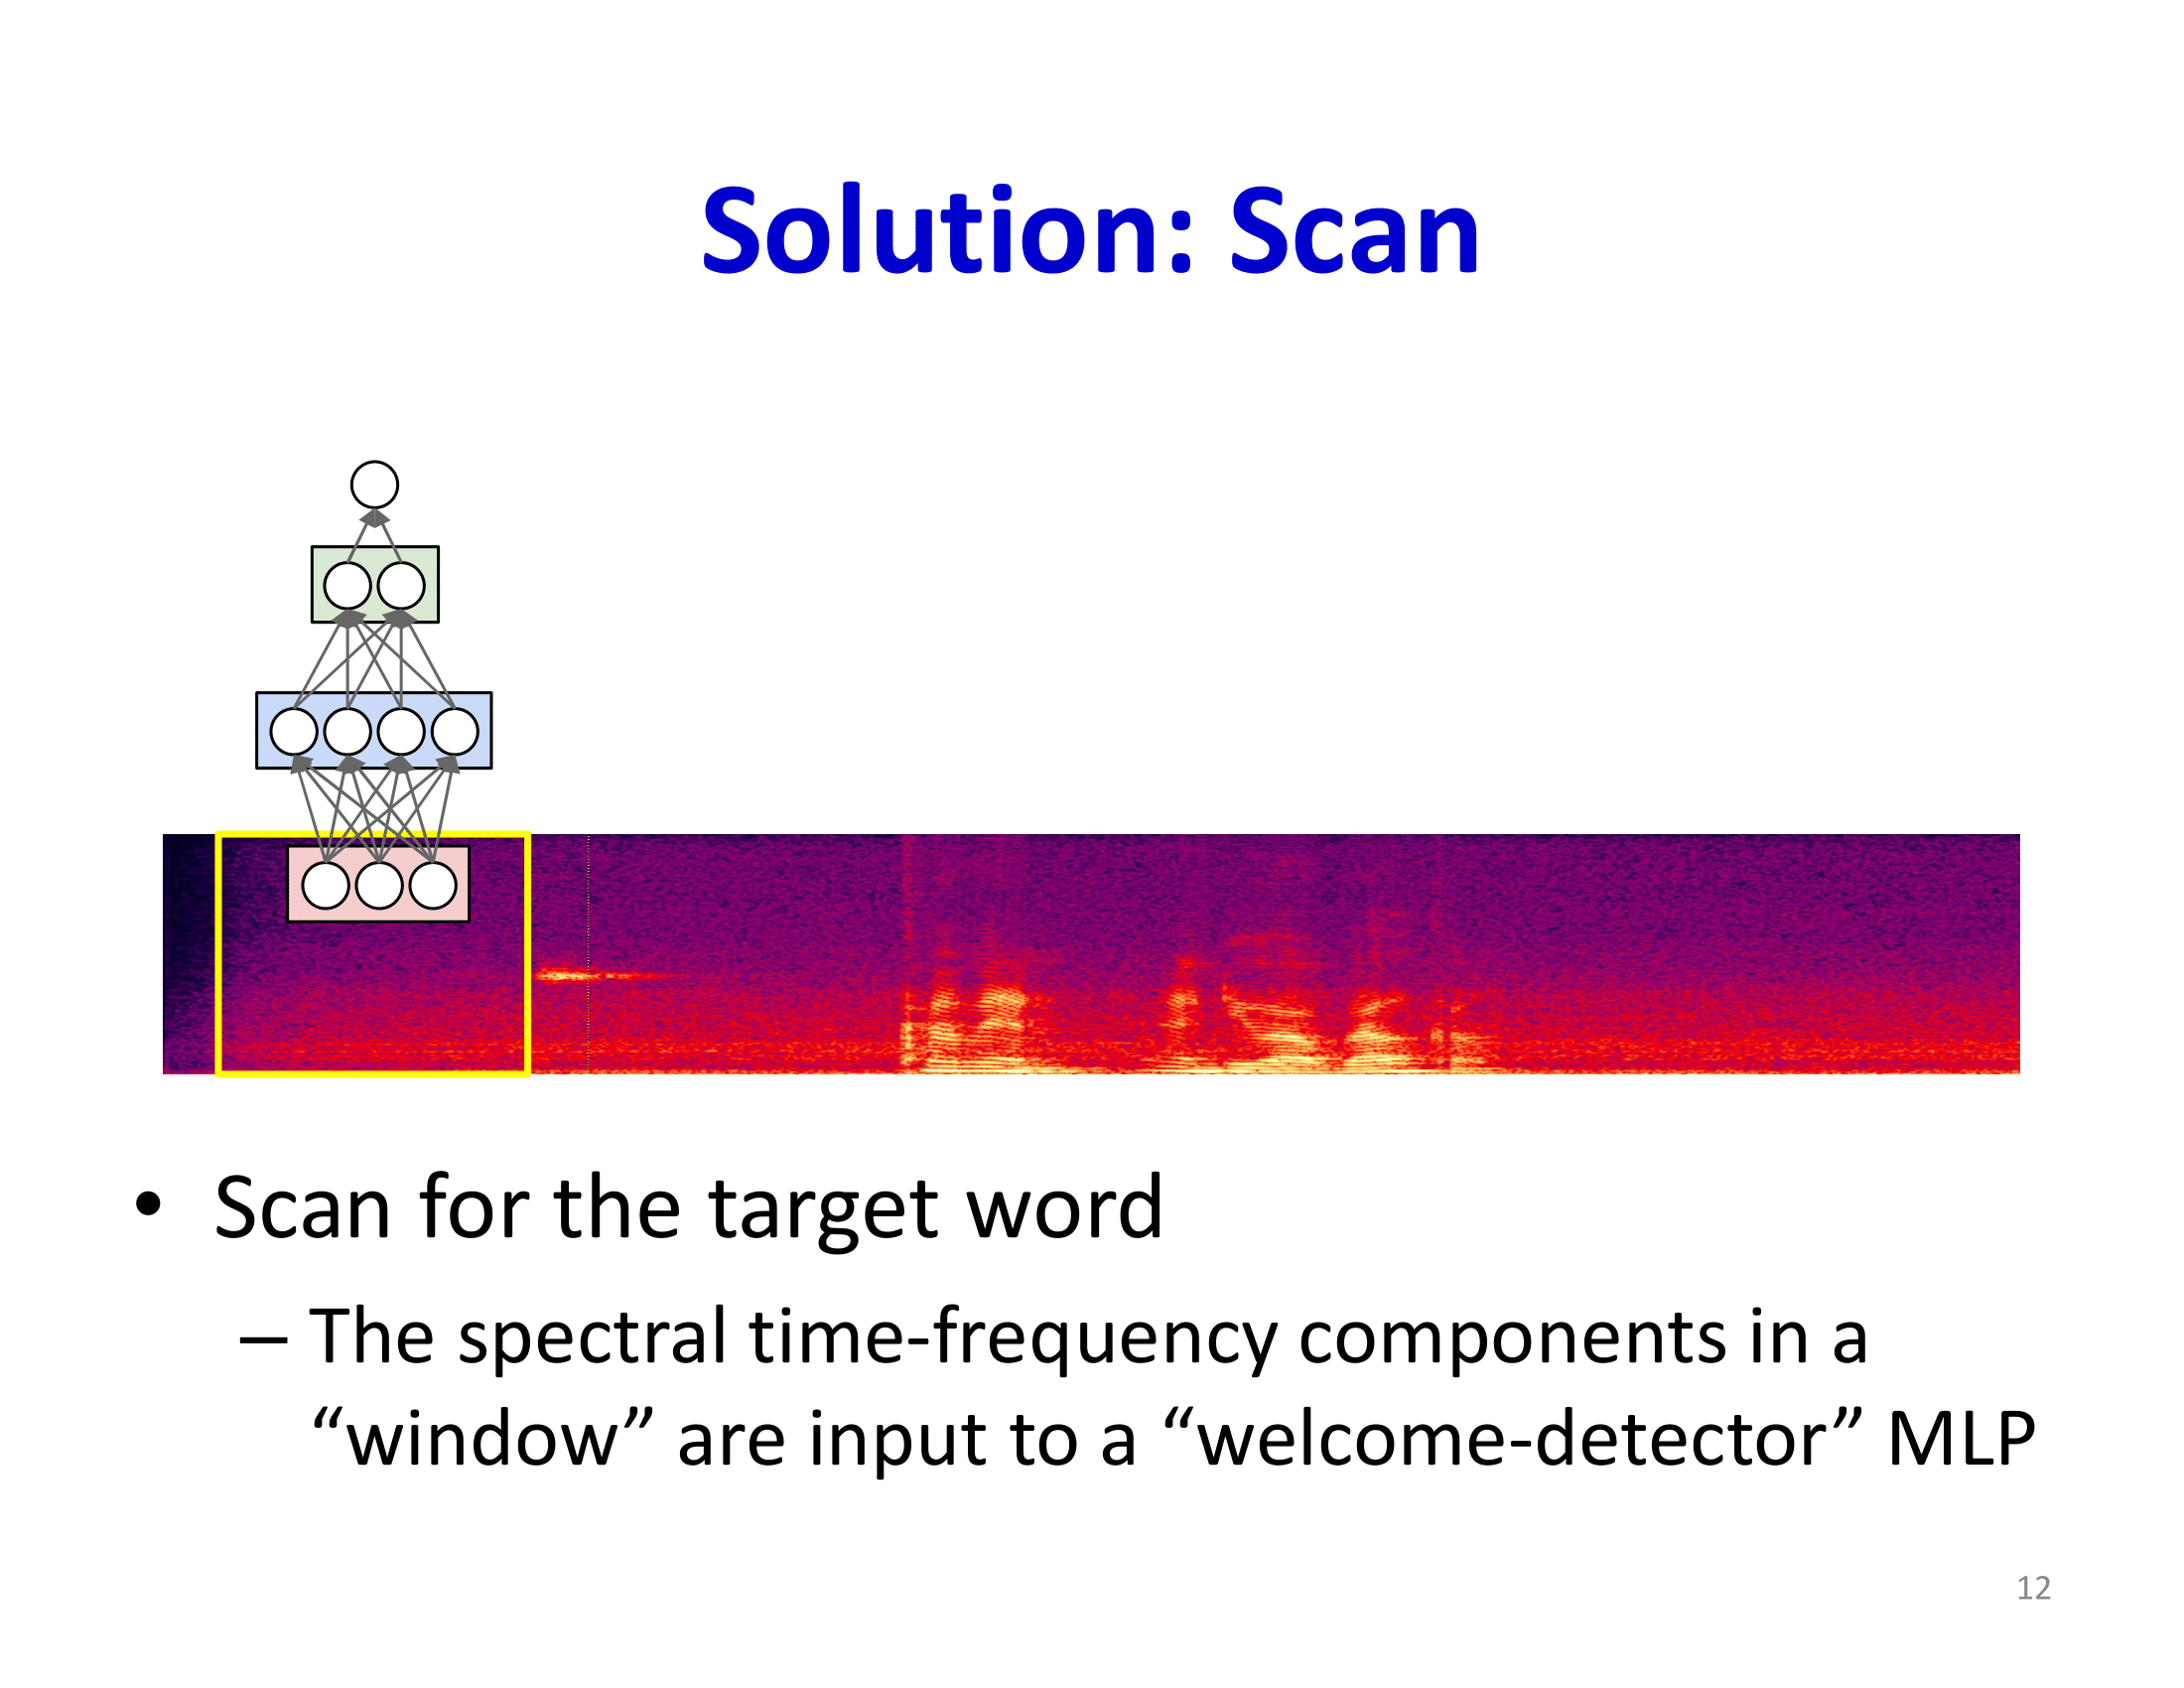 Solution: Scan
• Scan for the target word
– The spectral time-frequency components in a
“window” are input to a “welcome-detector” MLP
12